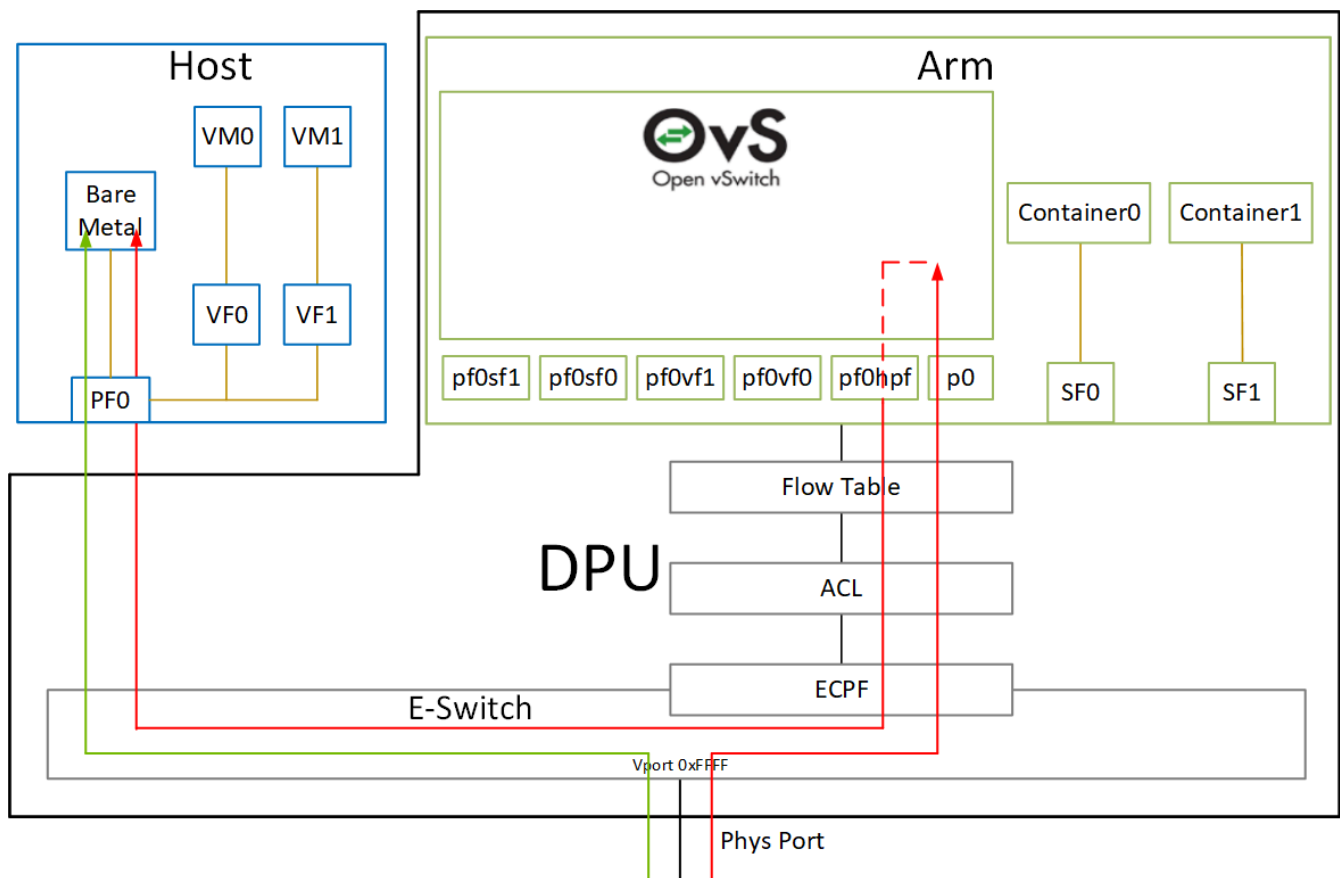 Host
Arm
VM0
VM1
OvS
Open vSwitch
Bare
Metal
Container0
Container1
VF0
VF1
PF0
pf0sf1
pf0sf0
pf0vf1
pf0vf0
pf0hpf
p0
SF0
SF1
Flow Table
DPU
ACL
ECPF
E-Switch
Vport 0xFFFF
Phys Port